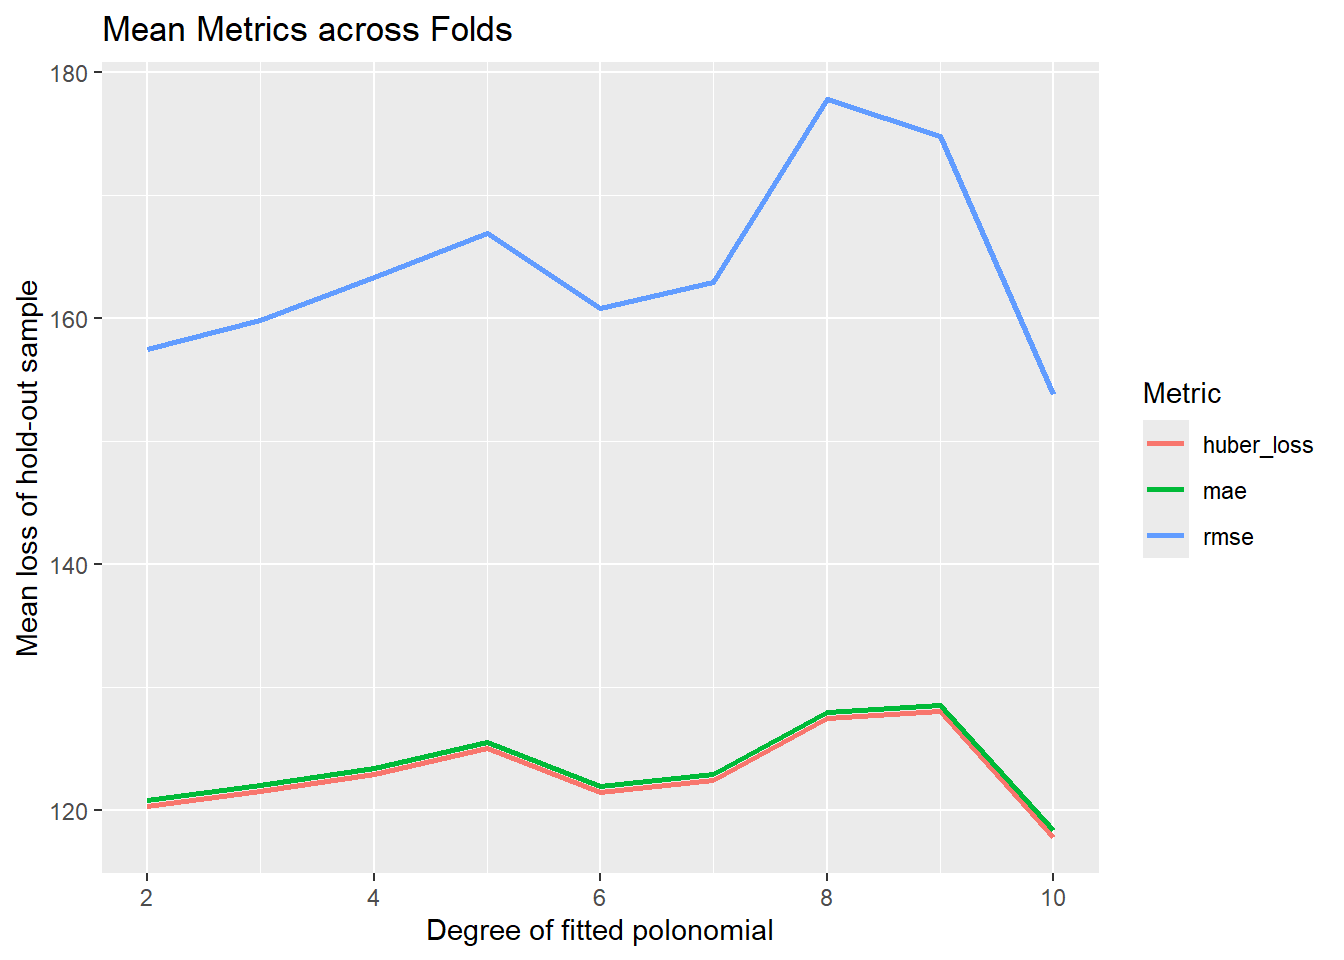 Mean Metrics across Folds
Mean loss of hold-out sample
180
160
140
120
2 4 6 8 10
Degree of fitted polonomial
Metric
huber_loss
mae
rmse